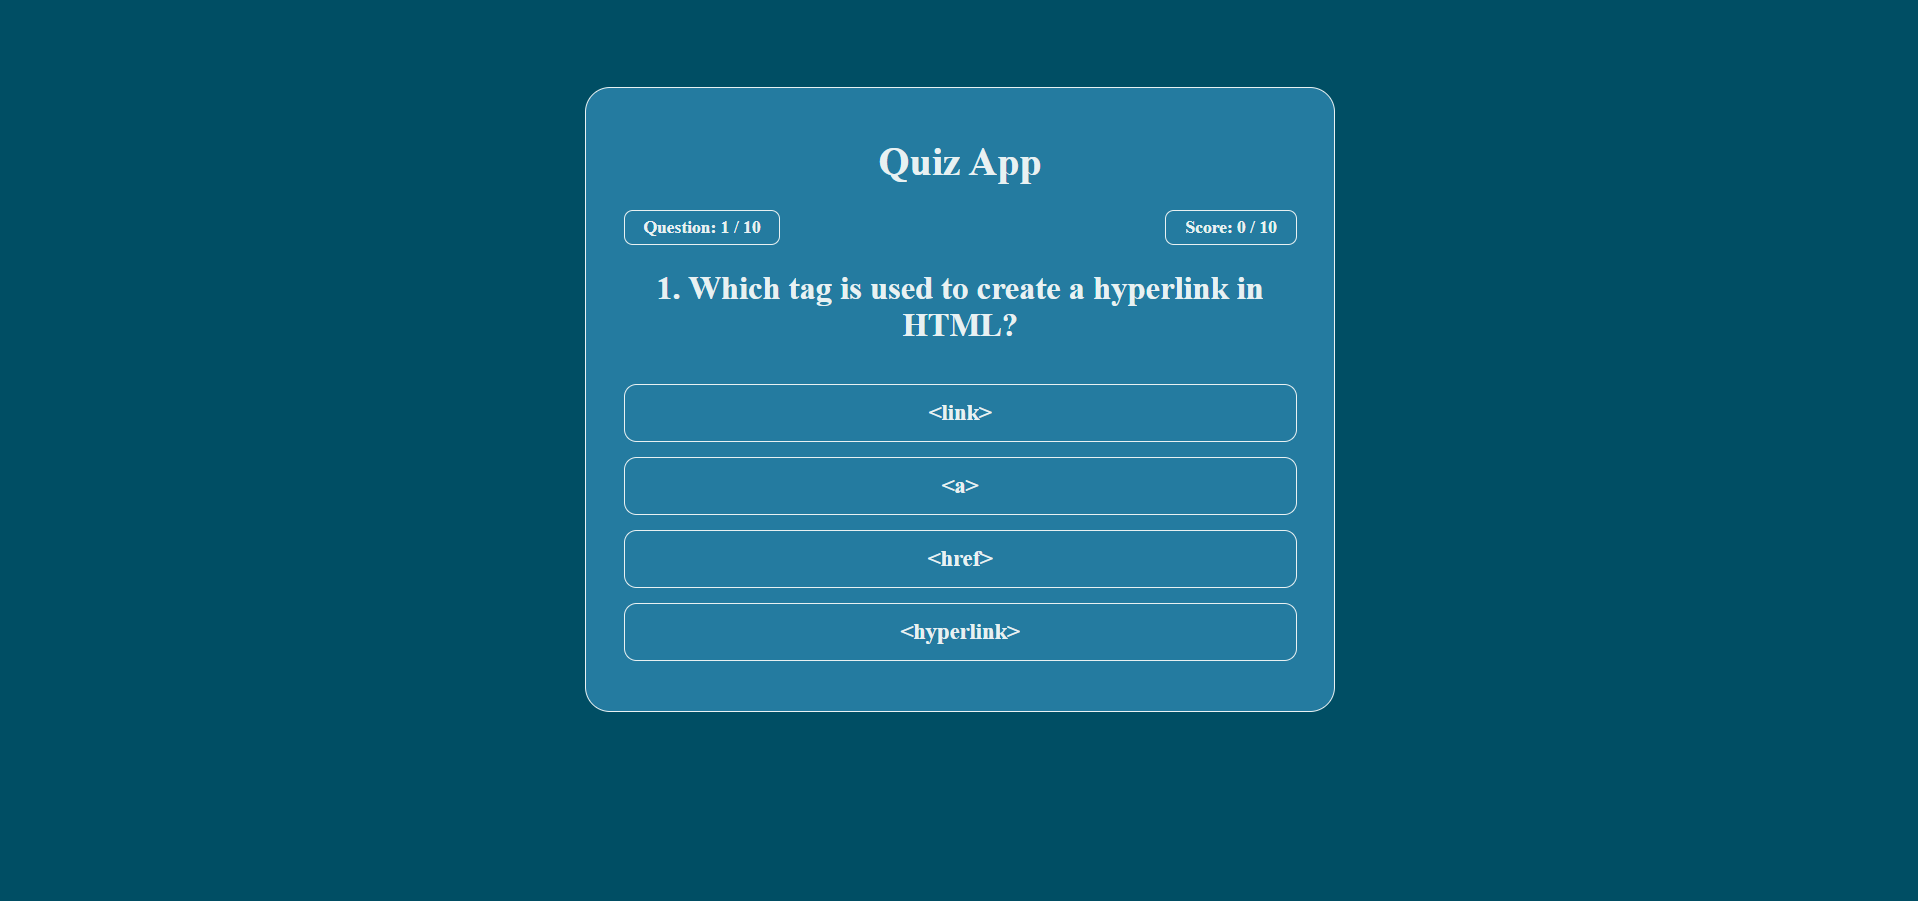 Quiz App
Question: 1 / 10
Score: 0 / 10
1. Which tag is used to create a hyperlink in
HTML?
<link>
<a>
<href>
<hyperlink>